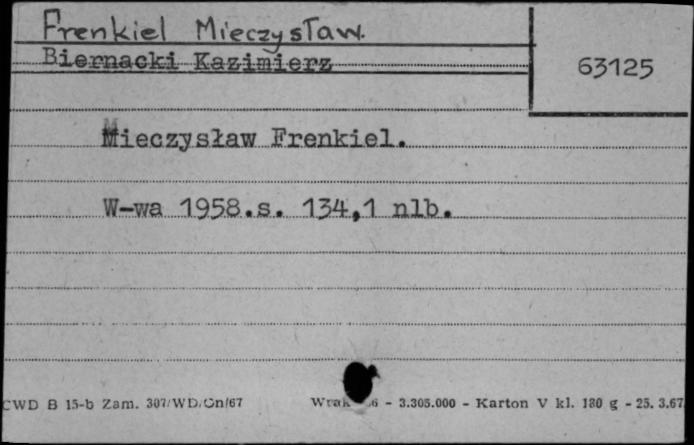 Frenkiel Mieczysław.
Biernacki Kazimierz
63125
Mieczysław Frenkiel.
W-wa 1958.s. 134,1 nlb.
CWD B 15-b Zam. 307/WD/Gn/67 - 3.305.000 - Karton V kl. 180 g - 25. 3.67